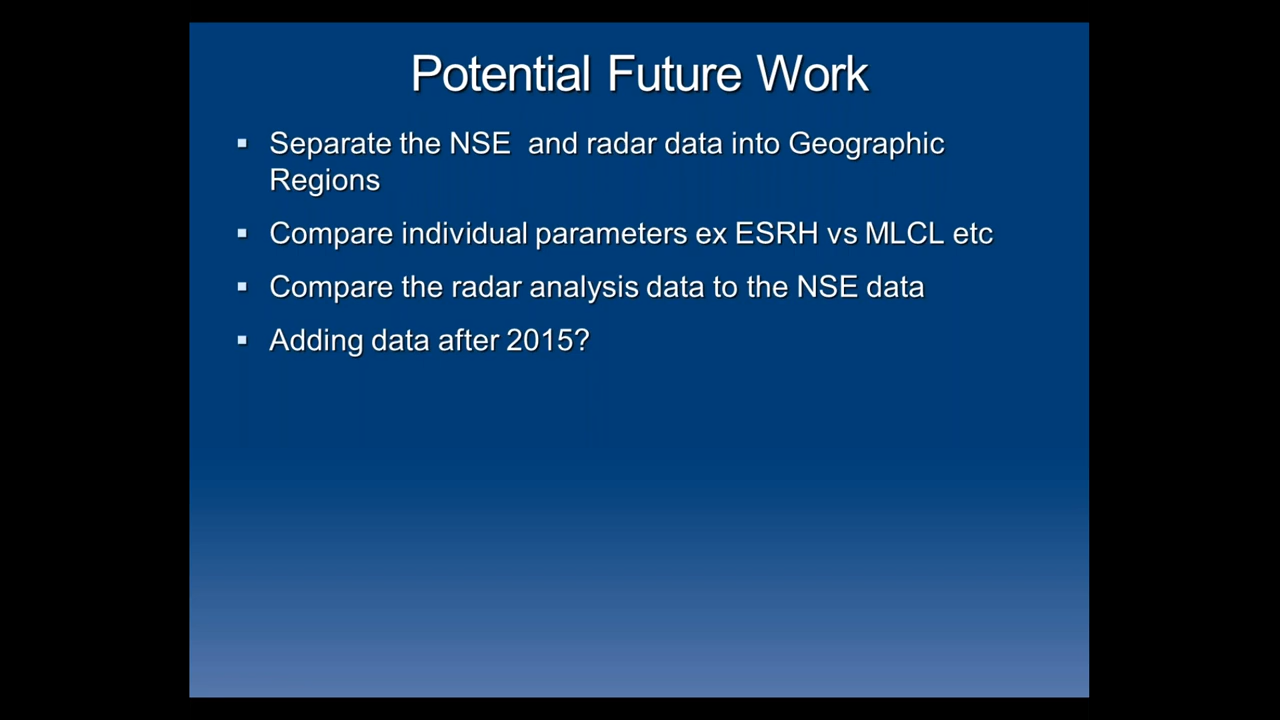 Potential Future Work
▪ Separate the NSE  and radar data into Geographic
Regions
▪ Compare individual parameters ex ESRH vs MLCL etc
▪ Compare the radar analysis data to the NSE data
▪ Adding data after 2015?